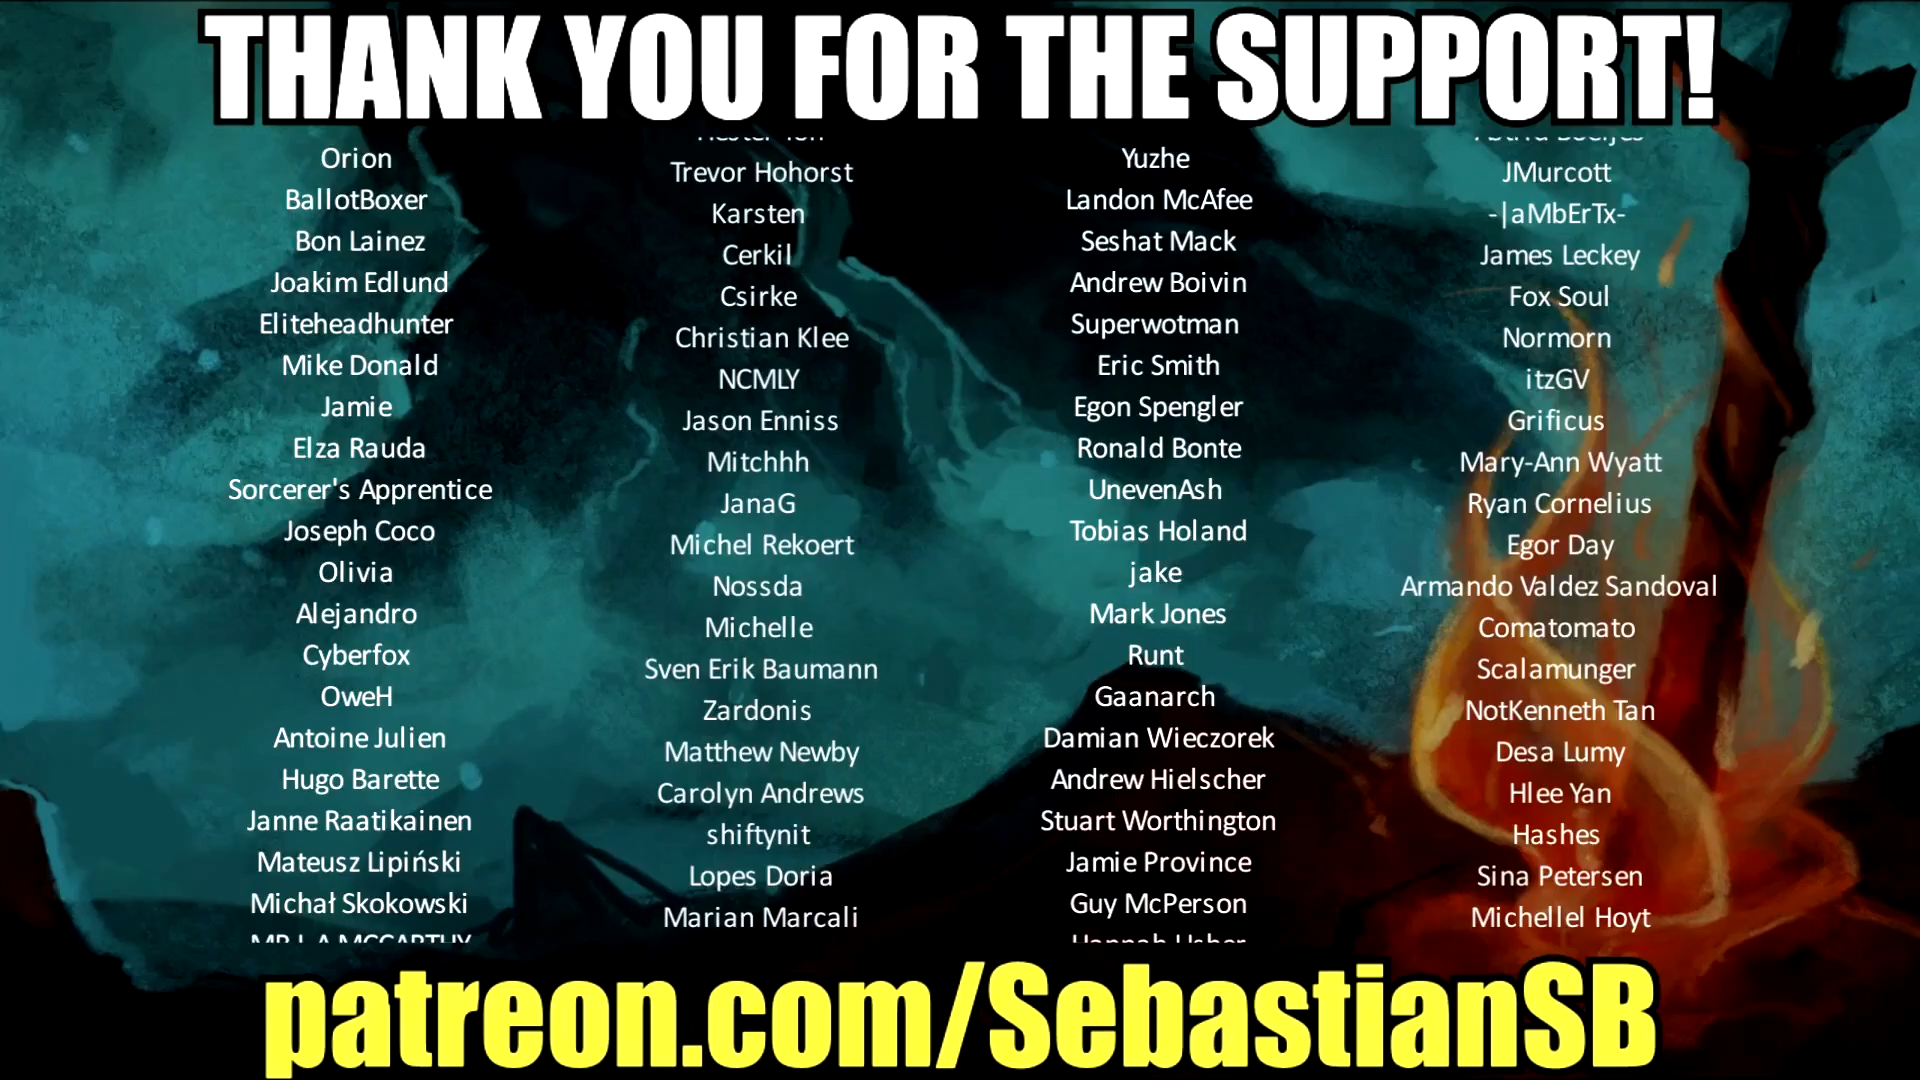 THANK YOU FOR THE SUPPORT!
Orion
BallotBoxer
Bon Lainez
Joakim Edlund
Eliteheadhunter
Mike Donald
Jamie
Elza Rauda
Sorcerer's Apprentice
Joseph Coco
Olivia
Alejandro
Cyberfox
OweH
Antoine Julien
Hugo Barette
Janne Raatikainen
Mateusz Lipiński
Michał Skokowski
Trevor Hohorst
Karsten
Cerkil
Csirke
Christian Klee
NCMLY
Jason Enniss
Mitchhh
JanaG
Michel Rekoert
Nossda
Michelle
Sven Erik Baumann
Zardonis
Matthew Newby
Carolyn Andrews
shiftynit
Lopes Doria
Marian Marcali
Yuzhe
Landon McAfee
Seshat Mack
Andrew Boivin
Superwotman
Eric Smith
Egon Spengler
Ronald Bonte
UnevenAsh
Tobias Holand
jake
Mark Jones
Runt
Gaanarch
Damian Wieczorek
Andrew Hielscher
Stuart Worthington
Jamie Province
Guy McPerson
JMurcott
-|aMbErTx-
James Leckey
Fox Soul
Normorn
itzGV
Grificus
Mary-Ann Wyatt
Ryan Cornelius
Egor Day
Armando Valdez Sandoval
Comatomato
Scalamunger
NotKenneth Tan
Desa Lumy
Hlee Yan
Hashes
Sina Petersen
Michellel Hoyt
patreon.com/SebastianSB